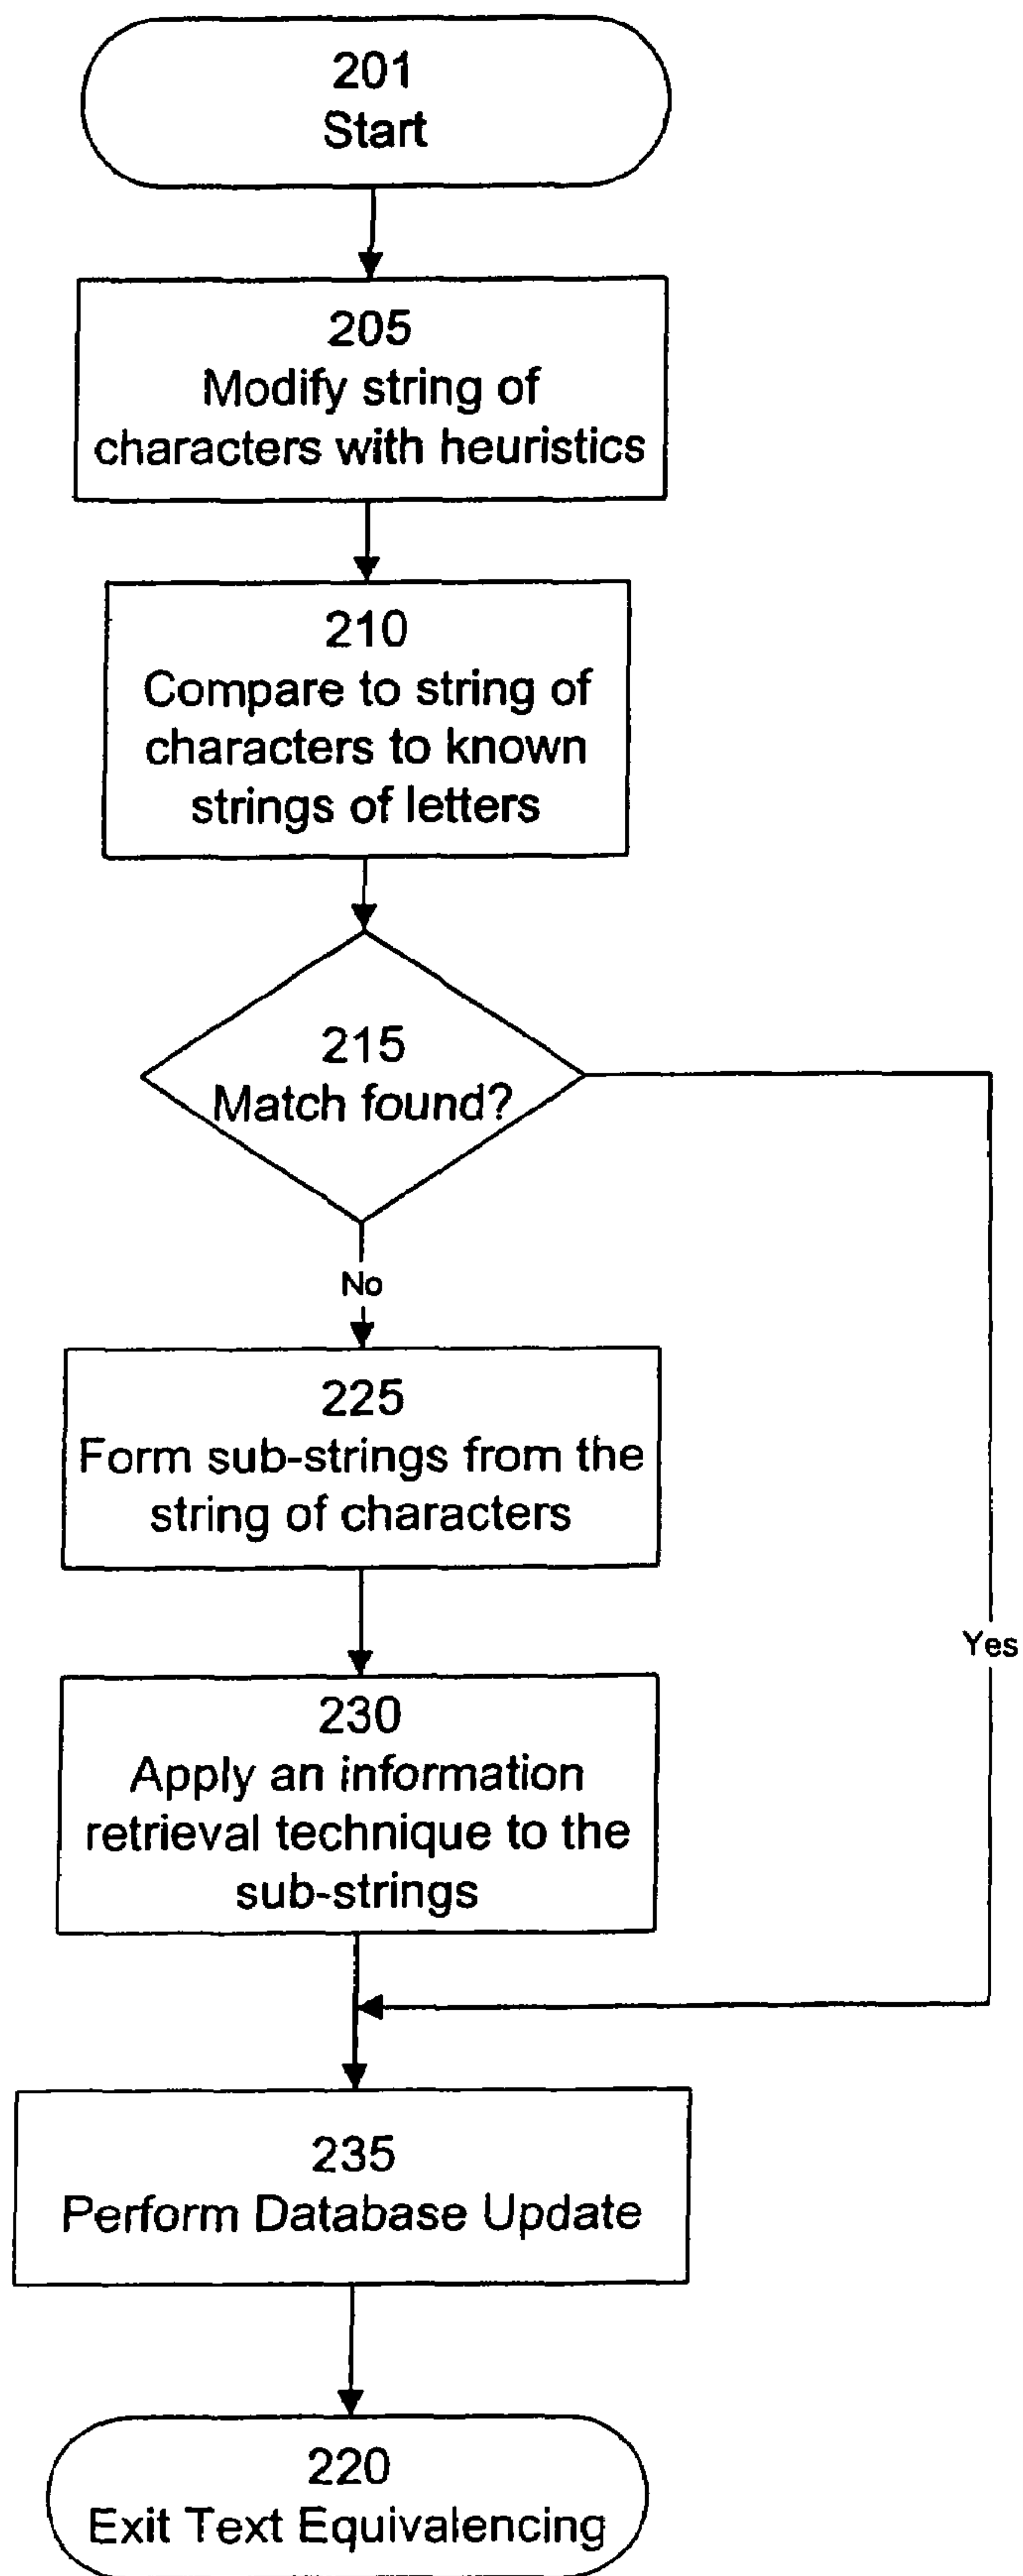 201
Start
205
Modify string of
characters with heuristics
210
Compare to string of
characters to known
strings of letters
215
Match found?
No
225
Form sub-strings from the
string of characters
Yes
230
Apply an information
retrieval technique to the
sub-strings
235
Perform Database Update
220
Exit Text Equivalencing